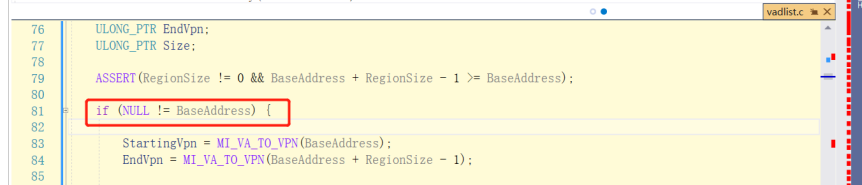 vadlist.c
76 ULONG_PTR EndVpn;
77 ULONG_PTR Size;
78
79 ASSERT(RegionSize != 0 && BaseAddress + RegionSize - 1 >= BaseAddress);
80
81 if (NULL != BaseAddress) {
82
83 StartingVpn = MI_VA_TO_VPN(BaseAddress);
84 EndVpn = MI_VA_TO_VPN(BaseAddress + RegionSize - 1);
85